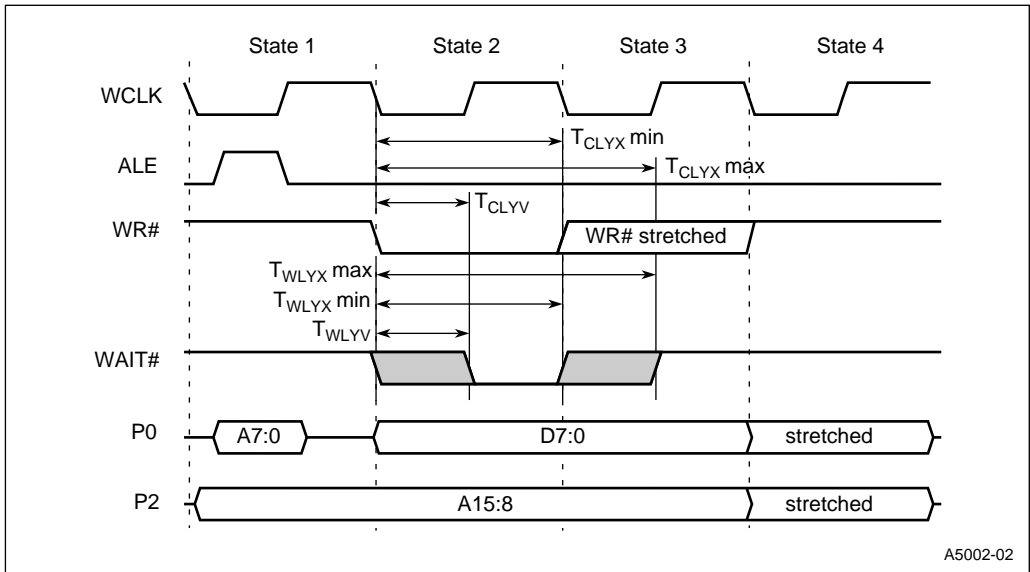 State 1 State 2 State 3 State 4
WCLK
T_CLYX min
ALE
T_CLYX max
T_CLYV
WR#
WR# stretched
T_WLYX max
T_WLYX min
T_WLYV
WAIT#
P0 A7:0 D7:0 stretched
P2 A15:8 stretched
A5002-02